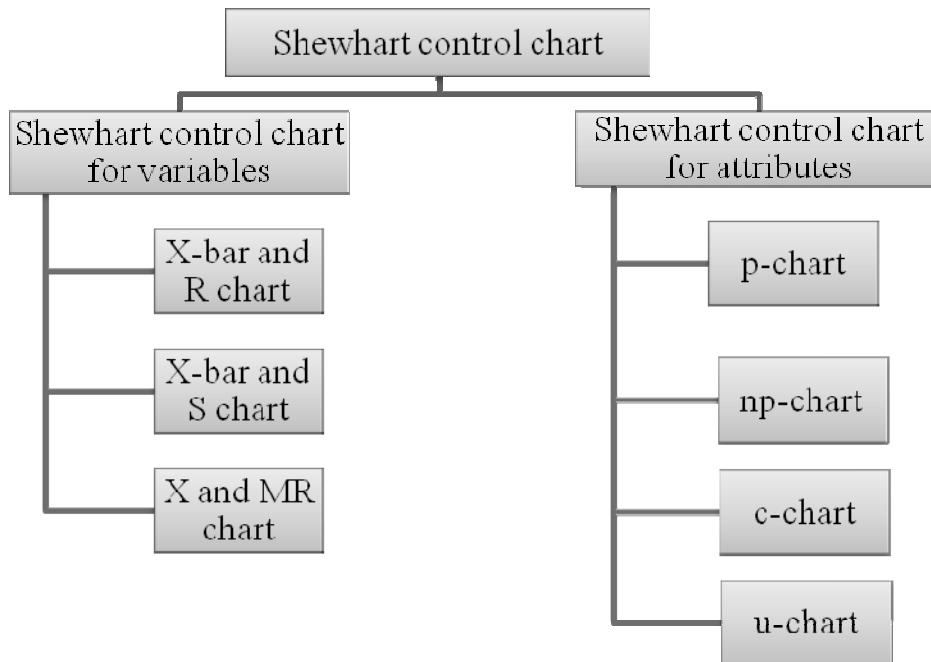 Shewhart control chart
Shewhart control chart
for variables
X-bar and
R chart
X-bar and
S chart
X and MR
chart
Shewhart control chart
for attributes
p-chart
np-chart
c-chart
u-chart